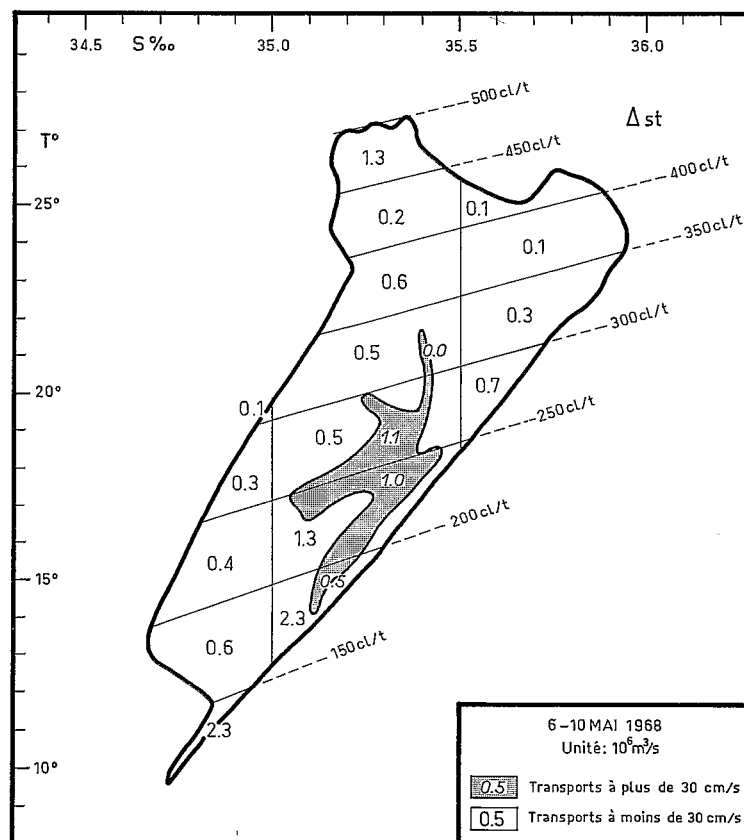 34.5 S‰ 35.0 35.5 36.0
T°
500 cl/t
Δst
1.3
450 cl/t
400 cl/t
25°
0.2
0.1
350 cl/t
0.1
0.6
0.3
300 cl/t
0.5
0.0
20°
0.7
0.1
250 cl/t
0.5
1.1
0.3
1.0
200 cl/t
1.3
0.4
15°
0.5
2.3
0.6
150 cl/t
2.3
10°
6–10 MAI 1968
Unité: 10⁶m³/s
0.5 Transports à plus de 30 cm/s
0.5 Transports à moins de 30 cm/s